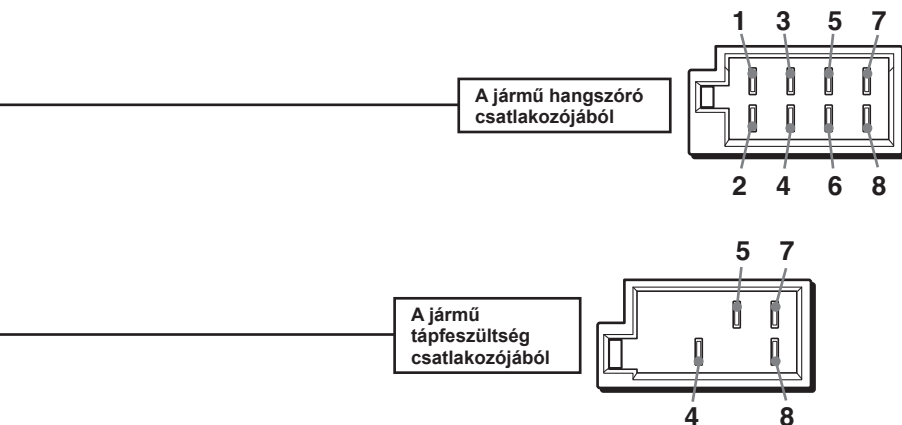 1 3 5 7
A jármű hangszóró
csatlakozójából
2 4 6 8
5 7
A jármű
tápfeszültség
csatlakozójából
4 8